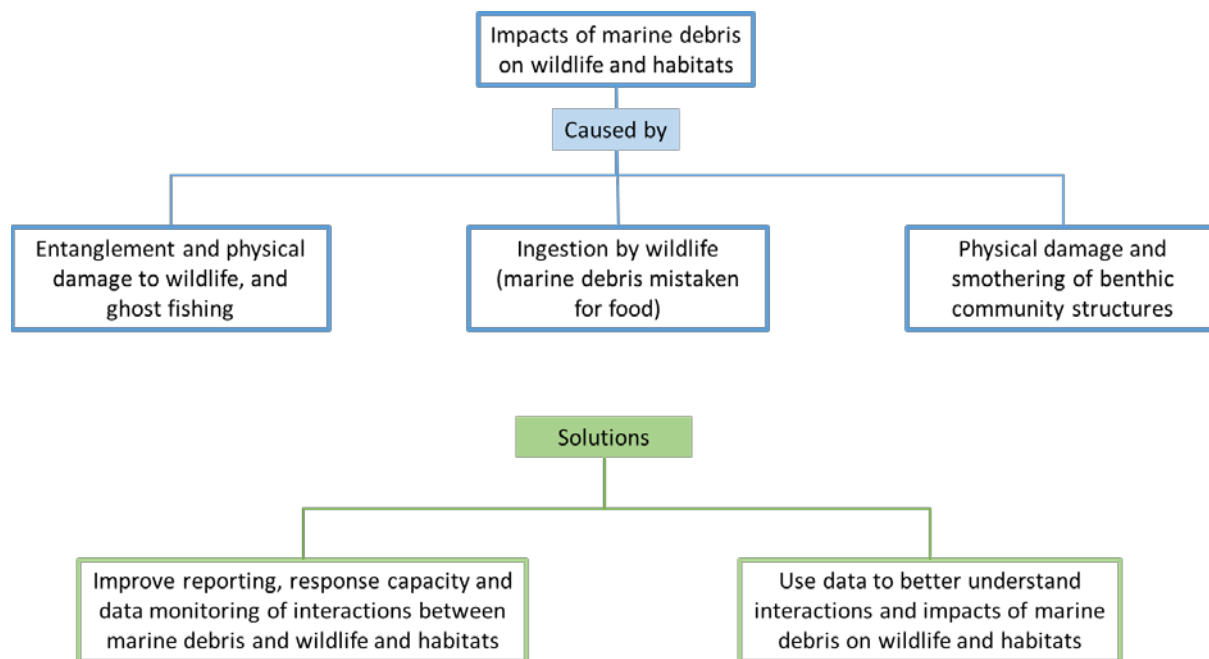 Impacts of marine debris
on wildlife and habitats
Caused by
Entanglement and physical
damage to wildlife, and
ghost fishing
Ingestion by wildlife
(marine debris mistaken
for food)
Physical damage and
smothering of benthic
community structures
Solutions
Improve reporting, response capacity and
data monitoring of interactions between
marine debris and wildlife and habitats
Use data to better understand
interactions and impacts of marine
debris on wildlife and habitats